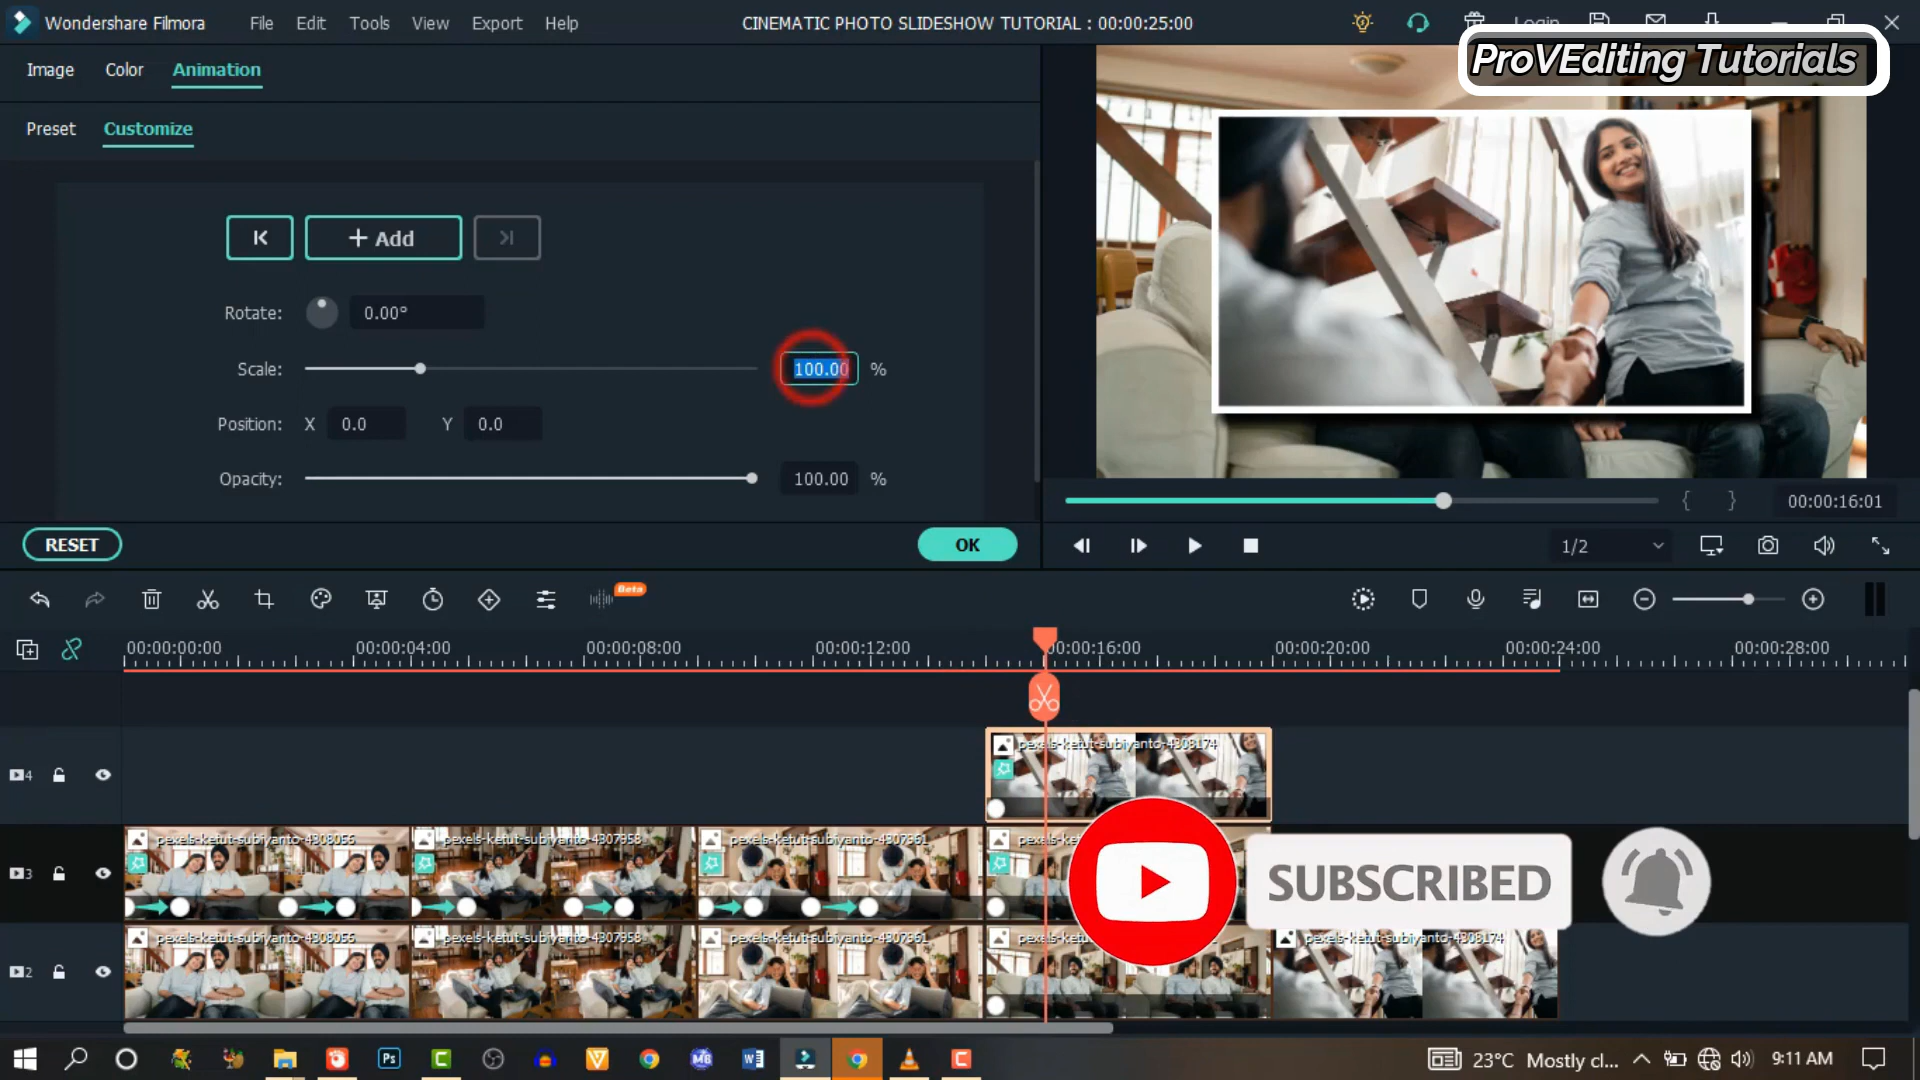 Wondershare Filmora File Edit Tools View Export Help CINEMATIC PHOTO SLIDESHOW TUTORIAL : 00:00:25:00 Login
ProVEditing Tutorials
Image Color Animation
Preset Customize
+ Add
Rotate: 0.00°
Scale: 100.00 %
Position: X 0.0 Y 0.0
Opacity: 100.00 %
RESET OK
{ } 00:00:16:01
1/2
Beta
00:00:00:00 00:00:04:00 00:00:08:00 00:00:12:00 00:00:16:00 00:00:20:00 00:00:24:00 00:00:28:00
4 pexels-ketut-subiyanto-4308174
3 pexels-ketut-subiyanto-4308056 pexels-ketut-subiyanto-4307958 pexels-ketut-subiyanto-4307961 pexels-ketu
SUBSCRIBED
2 pexels-ketut-subiyanto-4308056 pexels-ketut-subiyanto-4307958 pexels-ketut-subiyanto-4307961 pexels-ketu pexels-ketut-subiyanto-4308174
23°C Mostly cl... 9:11 AM